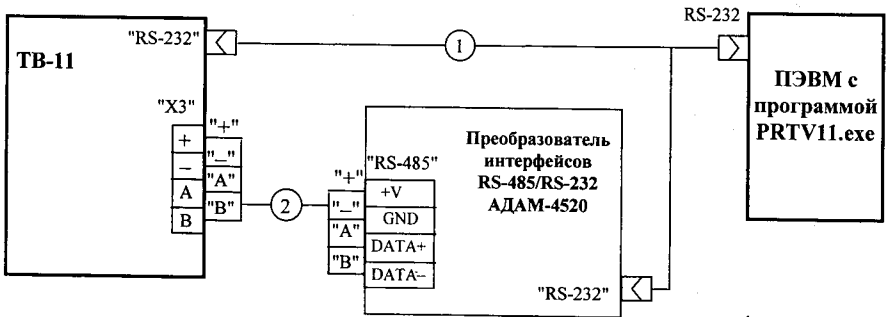 RS-232
"RS-232"
1
ТВ-11
ПЭВМ с
программой
PRTV11.exe
"X3"
"+"
+
"–"
–
"A"
A
"B"
B
2
Преобразователь
интерфейсов
RS-485/RS-232
АДАМ-4520
"RS-485"
"+"
+V
"–"
GND
"A"
DATA+
"B"
DATA–
"RS-232"